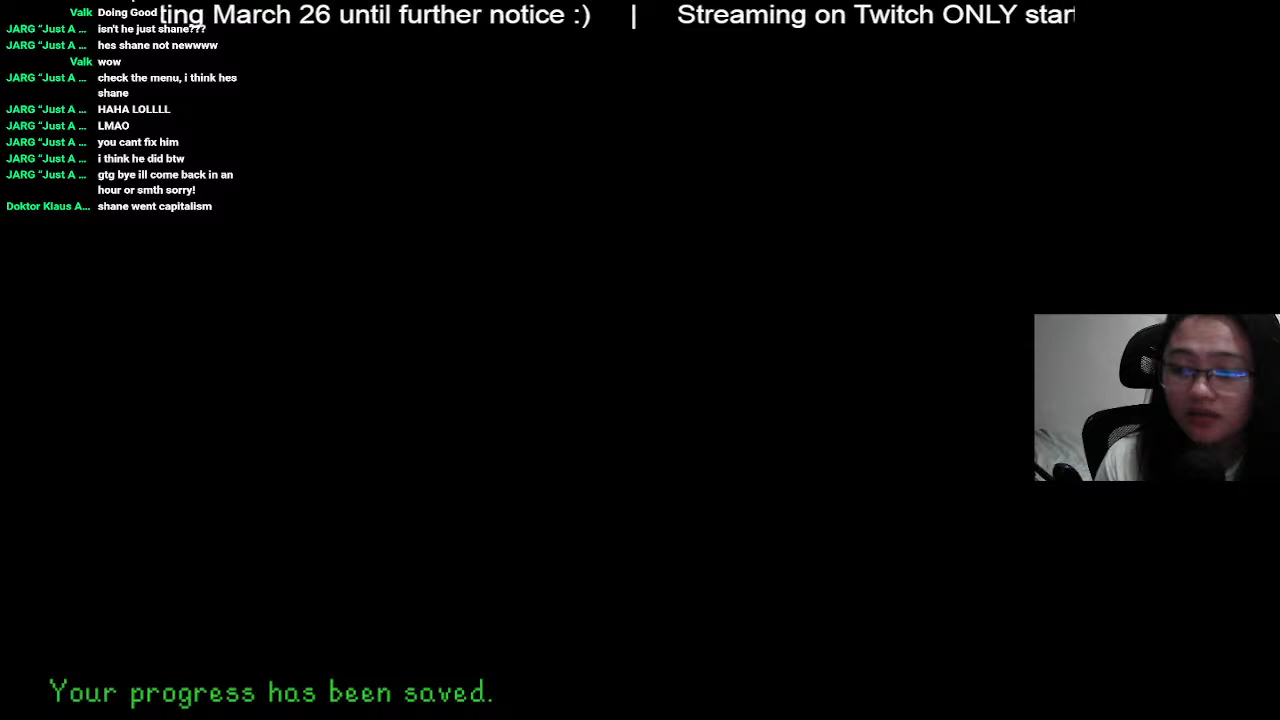 ting March 26 until further notice :) | Streaming on Twitch ONLY star
Valk Doing Good
JARG "Just A ... isn't he just shane???
JARG "Just A ... hes shane not newwww
Valk wow
JARG "Just A ... check the menu, i think hes
shane
JARG "Just A ... HAHA LOLLLL
JARG "Just A ... LMAO
JARG "Just A ... you cant fix him
JARG "Just A ... i think he did btw
JARG "Just A ... gtg bye ill come back in an
hour or smth sorry!
Doktor Klaus A... shane went capitalism
Your progress has been saved.